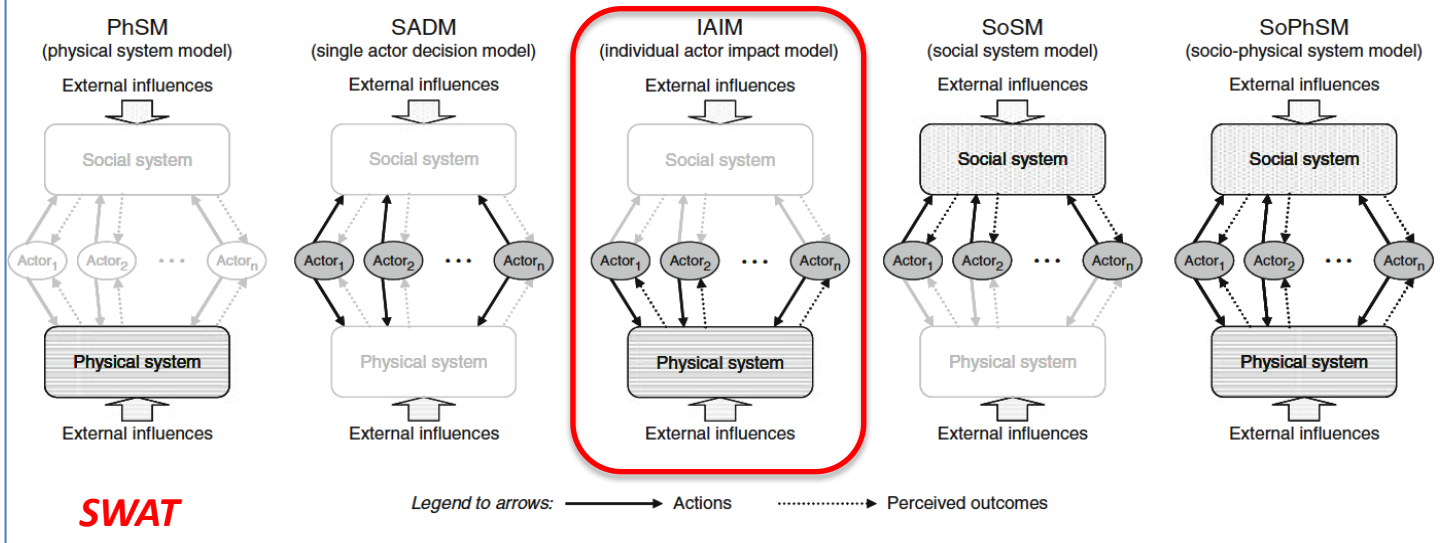 PhSM
(physical system model)
External influences
Social system
Actor1
Actor2
...
Actorn
Physical system
External influences
SADM
(single actor decision model)
External influences
Social system
Actor1
Actor2
...
Actorn
Physical system
External influences
IAIM
(individual actor impact model)
External influences
Social system
Actor1
Actor2
...
Actorn
Physical system
External influences
SoSM
(social system model)
External influences
Social system
Actor1
Actor2
...
Actorn
Physical system
External influences
SoPhSM
(socio-physical system model)
External influences
Social system
Actor1
Actor2
...
Actorn
Physical system
External influences
SWAT
Legend to arrows: Actions Perceived outcomes